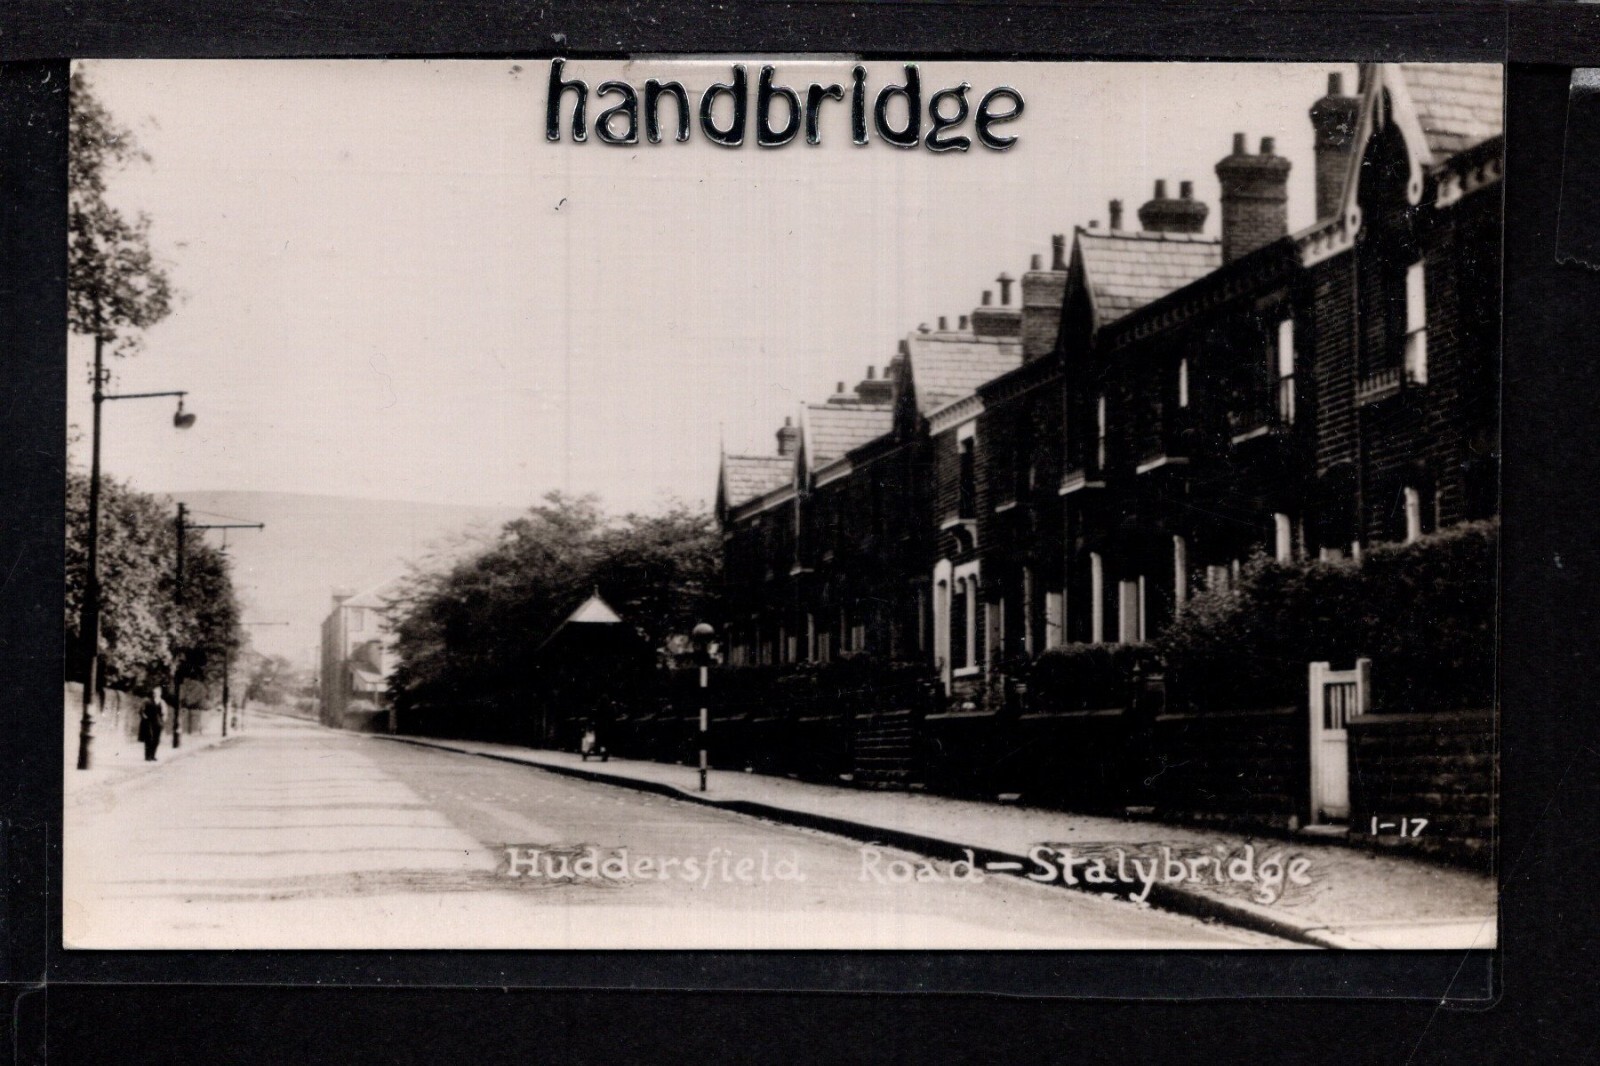 handbridge
1-17
Huddersfield Road - Stalybridge